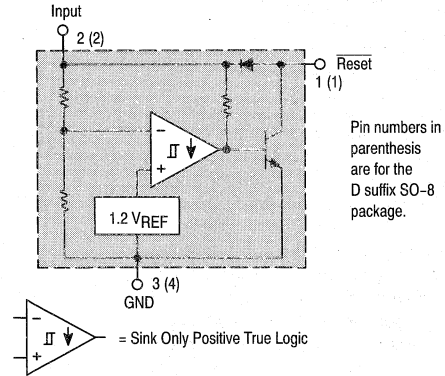 Input
2 (2)
Reset
1 (1)
−
+
1.2 VREF
Pin numbers in
parenthesis
are for the
D suffix SO–8
package.
3 (4)
GND
−
+
= Sink Only Positive True Logic